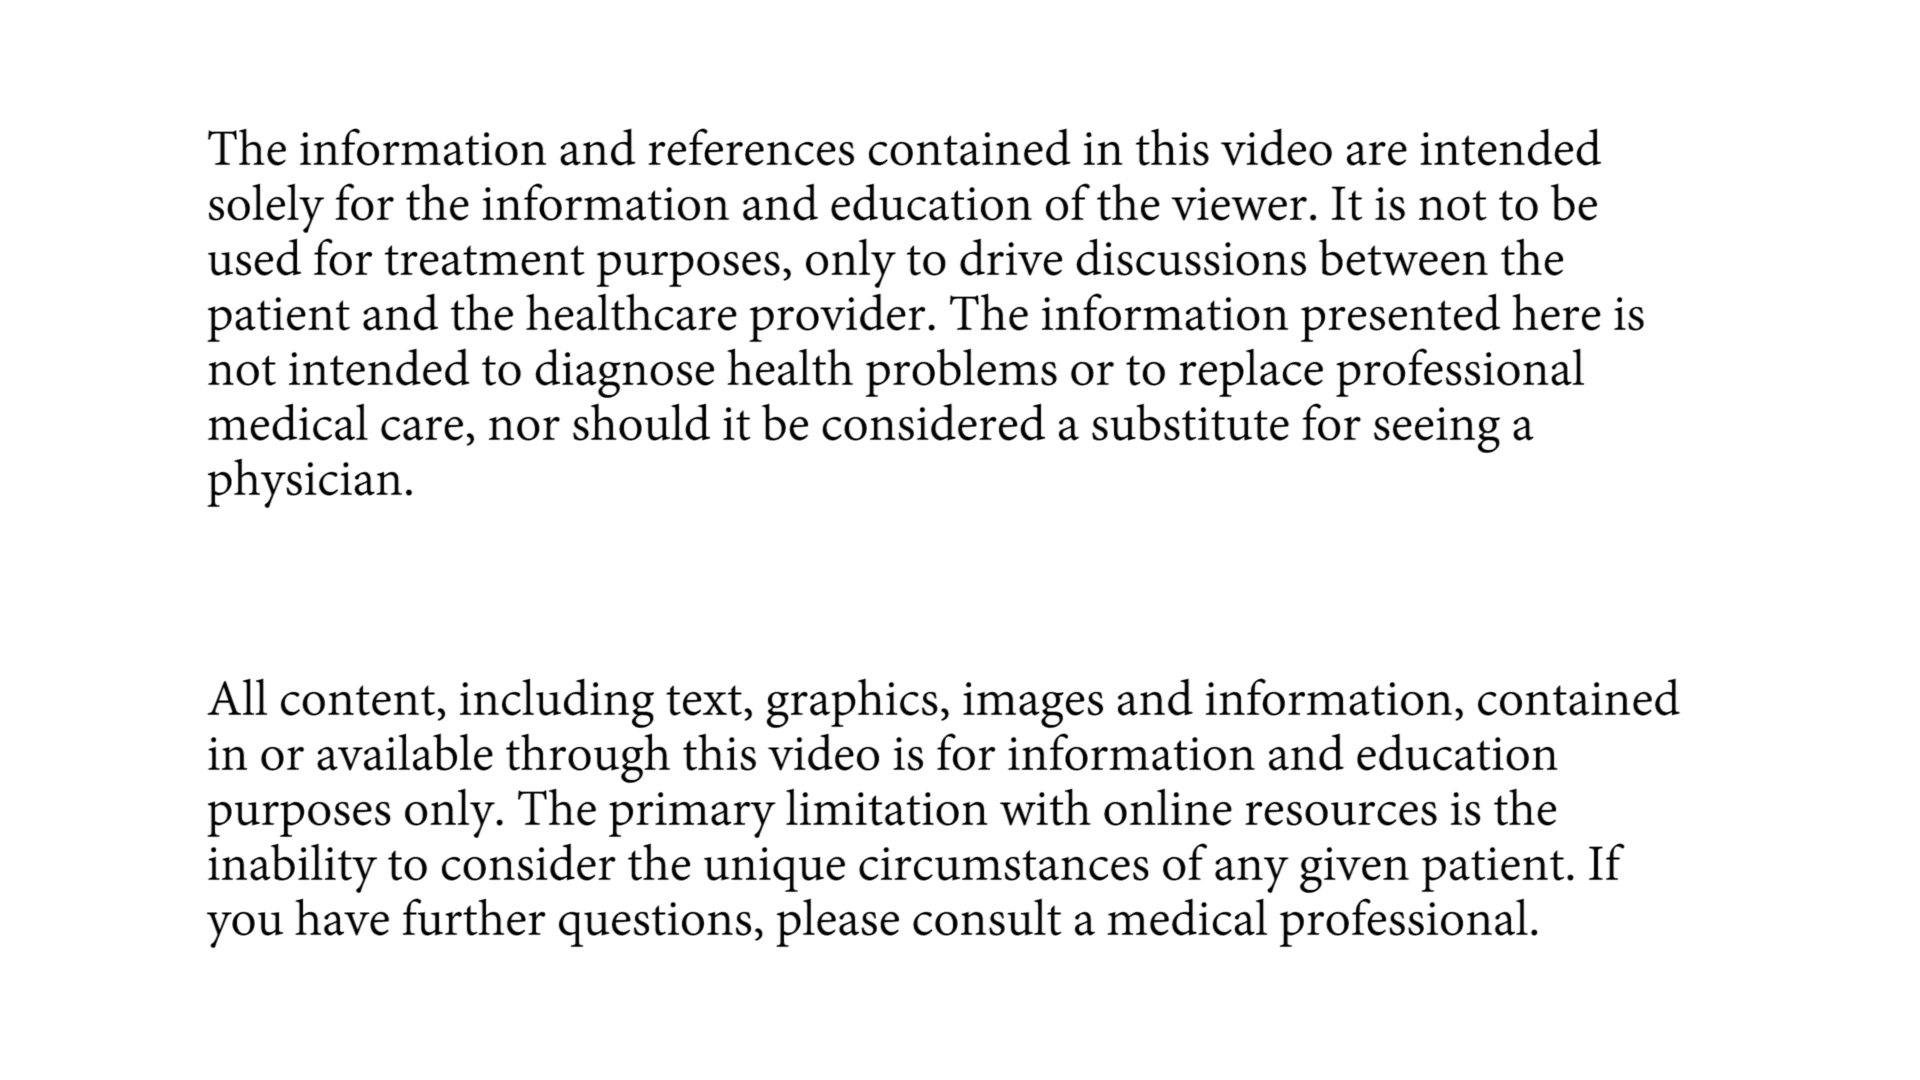 The information and references contained in this video are intended
solely for the information and education of the viewer. It is not to be
used for treatment purposes, only to drive discussions between the
patient and the healthcare provider. The information presented here is
not intended to diagnose health problems or to replace professional
medical care, nor should it be considered a substitute for seeing a
physician.
All content, including text, graphics, images and information, contained
in or available through this video is for information and education
purposes only. The primary limitation with online resources is the
inability to consider the unique circumstances of any given patient. If
you have further questions, please consult a medical professional.